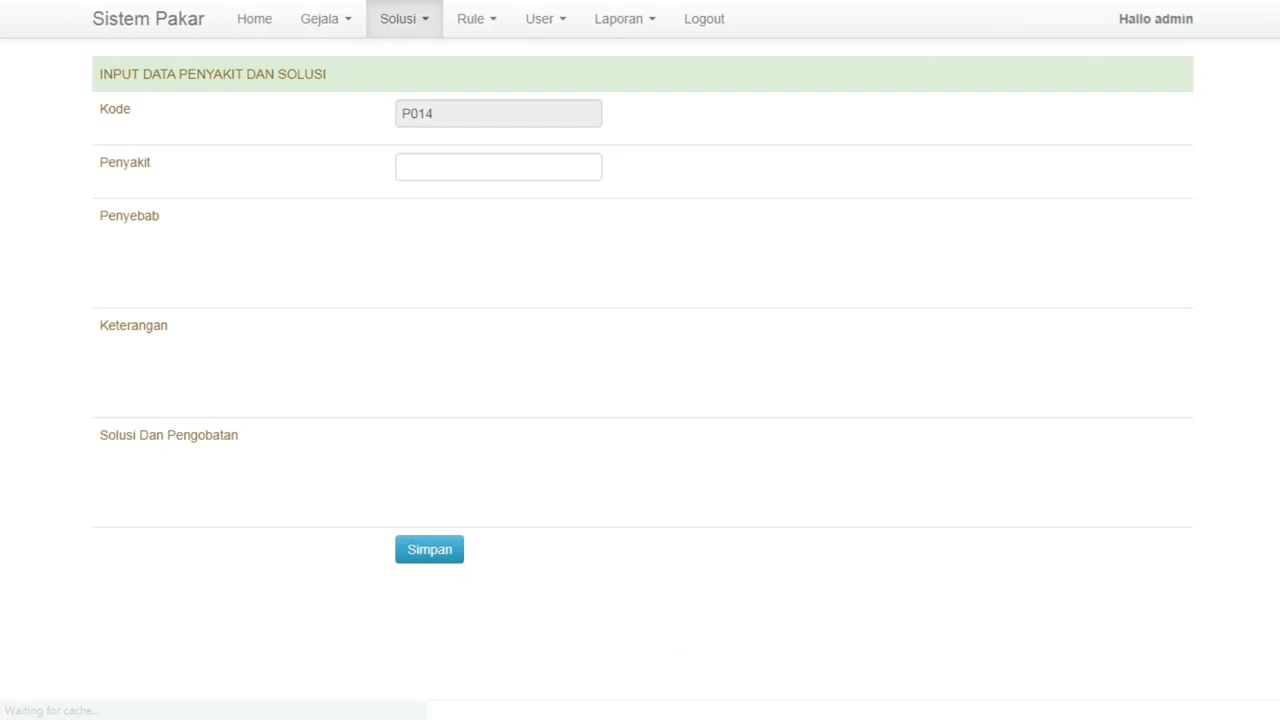 Sistem Pakar Home Gejala Solusi Rule User Laporan Logout Hallo admin
INPUT DATA PENYAKIT DAN SOLUSI
Kode P014
Penyakit
Penyebab
Keterangan
Solusi Dan Pengobatan
Simpan
Waiting for cache...